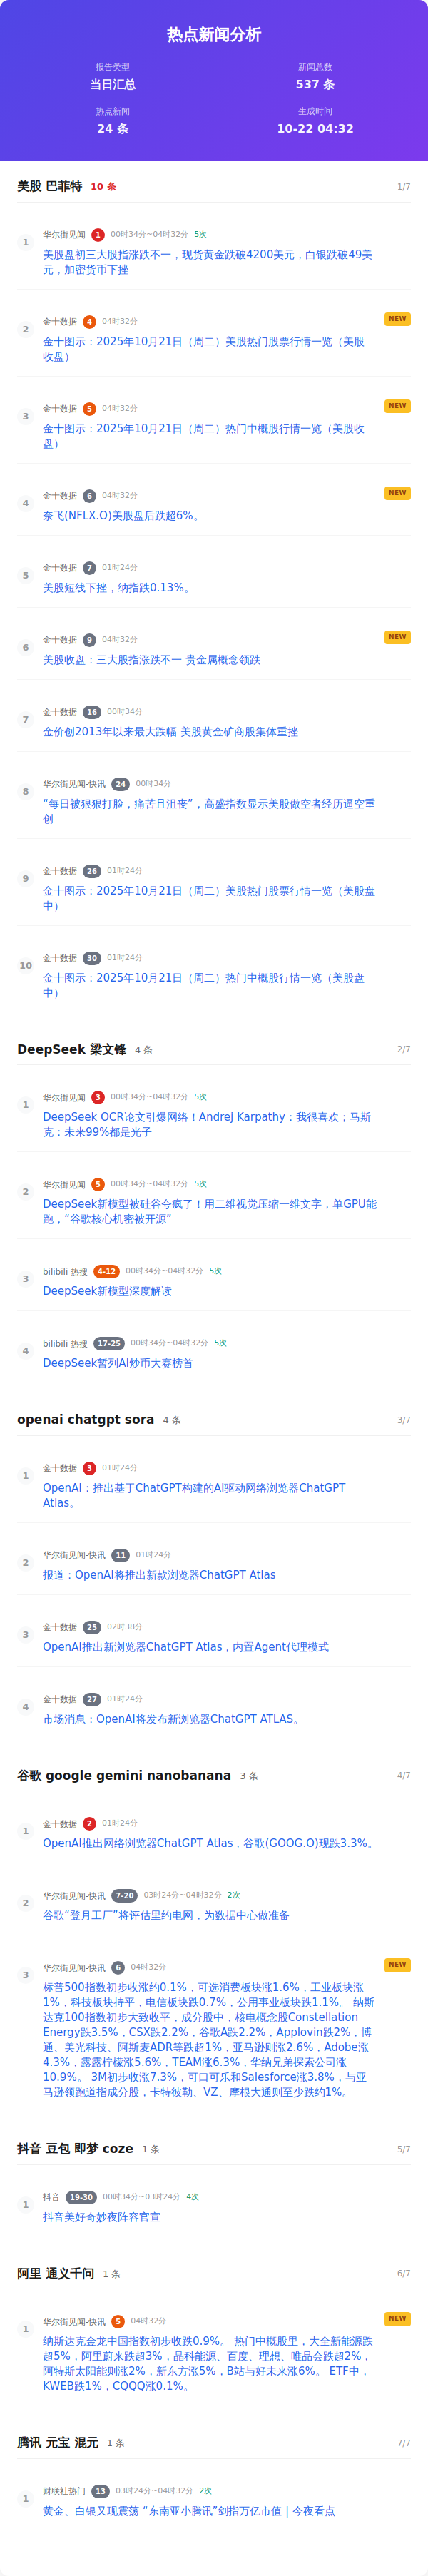 热点新闻分析
报告类型
当日汇总
新闻总数
537 条
热点新闻
24 条
生成时间
10-22 04:32
美股 巴菲特 10 条 1/7
1
华尔街见闻 1 00时34分~04时32分 5次
美股盘初三大股指涨跌不一，现货黄金跌破4200美元，白银跌破49美
元，加密货币下挫
2
金十数据 4 04时32分 NEW
金十图示：2025年10月21日（周二）美股热门股票行情一览（美股
收盘）
3
金十数据 5 04时32分 NEW
金十图示：2025年10月21日（周二）热门中概股行情一览（美股收
盘）
4
金十数据 6 04时32分 NEW
奈飞(NFLX.O)美股盘后跌超6%。
5
金十数据 7 01时24分
美股短线下挫，纳指跌0.13%。
6
金十数据 9 04时32分 NEW
美股收盘：三大股指涨跌不一 贵金属概念领跌
7
金十数据 16 00时34分
金价创2013年以来最大跌幅 美股黄金矿商股集体重挫
8
华尔街见闻-快讯 24 00时34分
“每日被狠狠打脸，痛苦且沮丧”，高盛指数显示美股做空者经历逼空重
创
9
金十数据 26 01时24分
金十图示：2025年10月21日（周二）美股热门股票行情一览（美股盘
中）
10
金十数据 30 01时24分
金十图示：2025年10月21日（周二）热门中概股行情一览（美股盘
中）
DeepSeek 梁文锋 4 条 2/7
1
华尔街见闻 3 00时34分~04时32分 5次
DeepSeek OCR论文引爆网络！Andrej Karpathy：我很喜欢；马斯
克：未来99%都是光子
2
华尔街见闻 5 00时34分~04时32分 5次
DeepSeek新模型被硅谷夸疯了！用二维视觉压缩一维文字，单GPU能
跑，“谷歌核心机密被开源”
3
bilibili 热搜 4-12 00时34分~04时32分 5次
DeepSeek新模型深度解读
4
bilibili 热搜 17-25 00时34分~04时32分 5次
DeepSeek暂列AI炒币大赛榜首
openai chatgpt sora 4 条 3/7
1
金十数据 3 01时24分
OpenAI：推出基于ChatGPT构建的AI驱动网络浏览器ChatGPT
Atlas。
2
华尔街见闻-快讯 11 01时24分
报道：OpenAI将推出新款浏览器ChatGPT Atlas
3
金十数据 25 02时38分
OpenAI推出新浏览器ChatGPT Atlas，内置Agent代理模式
4
金十数据 27 01时24分
市场消息：OpenAI将发布新浏览器ChatGPT ATLAS。
谷歌 google gemini nanobanana 3 条 4/7
1
金十数据 2 01时24分
OpenAI推出网络浏览器ChatGPT Atlas，谷歌(GOOG.O)现跌3.3%。
2
华尔街见闻-快讯 7-20 03时24分~04时32分 2次
谷歌“登月工厂”将评估里约电网，为数据中心做准备
3
华尔街见闻-快讯 6 04时32分 NEW
标普500指数初步收涨约0.1%，可选消费板块涨1.6%，工业板块涨
1%，科技板块持平，电信板块跌0.7%，公用事业板块跌1.1%。 纳斯
达克100指数初步大致收平，成分股中，核电概念股Constellation
Energy跌3.5%，CSX跌2.2%，谷歌A跌2.2%，Applovin跌2%，博
通、美光科技、阿斯麦ADR等跌超1%，亚马逊则涨2.6%，Adobe涨
4.3%，露露柠檬涨5.6%，TEAM涨6.3%，华纳兄弟探索公司涨
10.9%。 3M初步收涨7.3%，可口可乐和Salesforce涨3.8%，与亚
马逊领跑道指成分股，卡特彼勒、VZ、摩根大通则至少跌约1%。
抖音 豆包 即梦 coze 1 条 5/7
1
抖音 19-30 00时34分~03时24分 4次
抖音美好奇妙夜阵容官宣
阿里 通义千问 1 条 6/7
1
华尔街见闻-快讯 5 04时32分 NEW
纳斯达克金龙中国指数初步收跌0.9%。 热门中概股里，大全新能源跌
超5%，阿里蔚来跌超3%，晶科能源、百度、理想、唯品会跌超2%，
阿特斯太阳能则涨2%，新东方涨5%，B站与好未来涨6%。 ETF中，
KWEB跌1%，CQQQ涨0.1%。
腾讯 元宝 混元 1 条 7/7
1
财联社热门 13 03时24分~04时32分 2次
黄金、白银又现震荡 “东南亚小腾讯”剑指万亿市值 | 今夜看点